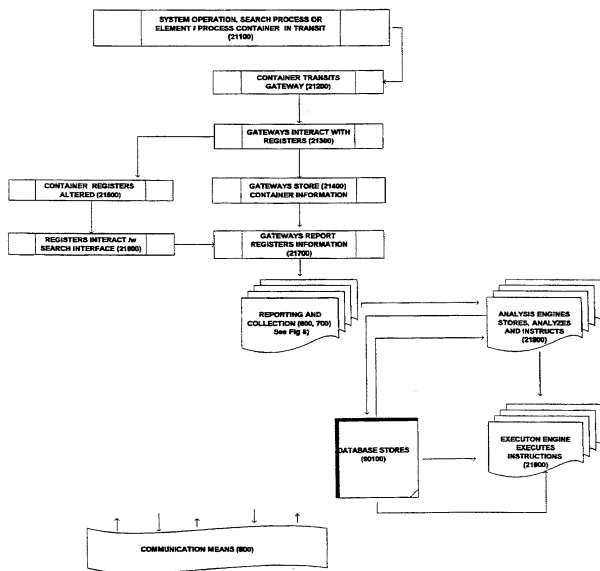 SYSTEM OPERATION, SEARCH PROCESS OR
ELEMENT / PROCESS CONTAINER IN TRANSIT
(21100)
CONTAINER TRANSITS
GATEWAY (21200)
GATEWAYS INTERACT WITH
REGISTERS (21300)
CONTAINER REGISTERS
ALTERED (21500)
GATEWAYS STORE (21400)
CONTAINER INFORMATION
REGISTERS INTERACT /w
SEARCH INTERFACE (21600)
GATEWAYS REPORT
REGISTERS INFORMATION
(21700)
REPORTING AND
COLLECTION (600, 700)
See Fig 8)
ANALYSIS ENGINES
STORES, ANALYZES
AND INSTRUCTS
(21800)
DATABASE STORES
(90100)
EXECUTON ENGINE
EXECUTES
INSTRUCTIONS
(21900)
COMMUNICATION MEANS (800)